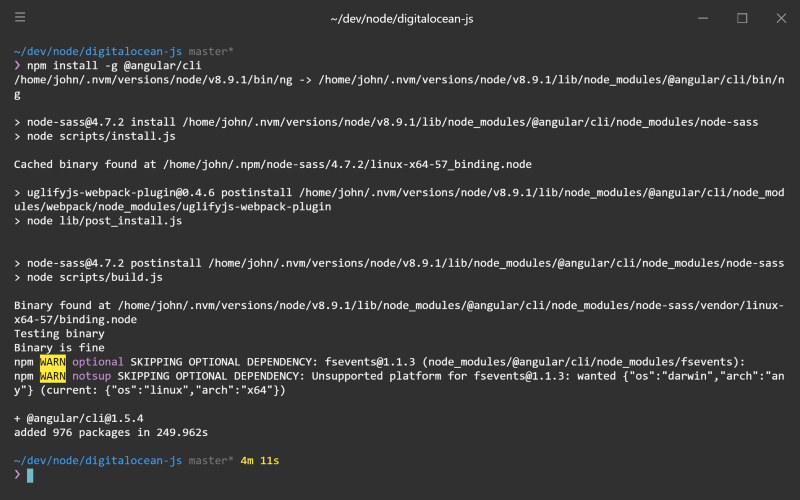 ~/dev/node/digitalocean-js
~/dev/node/digitalocean-js master*
❯ npm install -g @angular/cli
/home/john/.nvm/versions/node/v8.9.1/bin/ng -> /home/john/.nvm/versions/node/v8.9.1/lib/node_modules/@angular/cli/bin/n
g
> node-sass@4.7.2 install /home/john/.nvm/versions/node/v8.9.1/lib/node_modules/@angular/cli/node_modules/node-sass
> node scripts/install.js
Cached binary found at /home/john/.npm/node-sass/4.7.2/linux-x64-57_binding.node
> uglifyjs-webpack-plugin@0.4.6 postinstall /home/john/.nvm/versions/node/v8.9.1/lib/node_modules/@angular/cli/node_mod
ules/webpack/node_modules/uglifyjs-webpack-plugin
> node lib/post_install.js
> node-sass@4.7.2 postinstall /home/john/.nvm/versions/node/v8.9.1/lib/node_modules/@angular/cli/node_modules/node-sass
> node scripts/build.js
Binary found at /home/john/.nvm/versions/node/v8.9.1/lib/node_modules/@angular/cli/node_modules/node-sass/vendor/linux-
x64-57/binding.node
Testing binary
Binary is fine
npm WARN optional SKIPPING OPTIONAL DEPENDENCY: fsevents@1.1.3 (node_modules/@angular/cli/node_modules/fsevents):
npm WARN notsup SKIPPING OPTIONAL DEPENDENCY: Unsupported platform for fsevents@1.1.3: wanted {"os":"darwin","arch":"an
y"} (current: {"os":"linux","arch":"x64"})
+ @angular/cli@1.5.4
added 976 packages in 249.962s
~/dev/node/digitalocean-js master* 4m 11s
❯